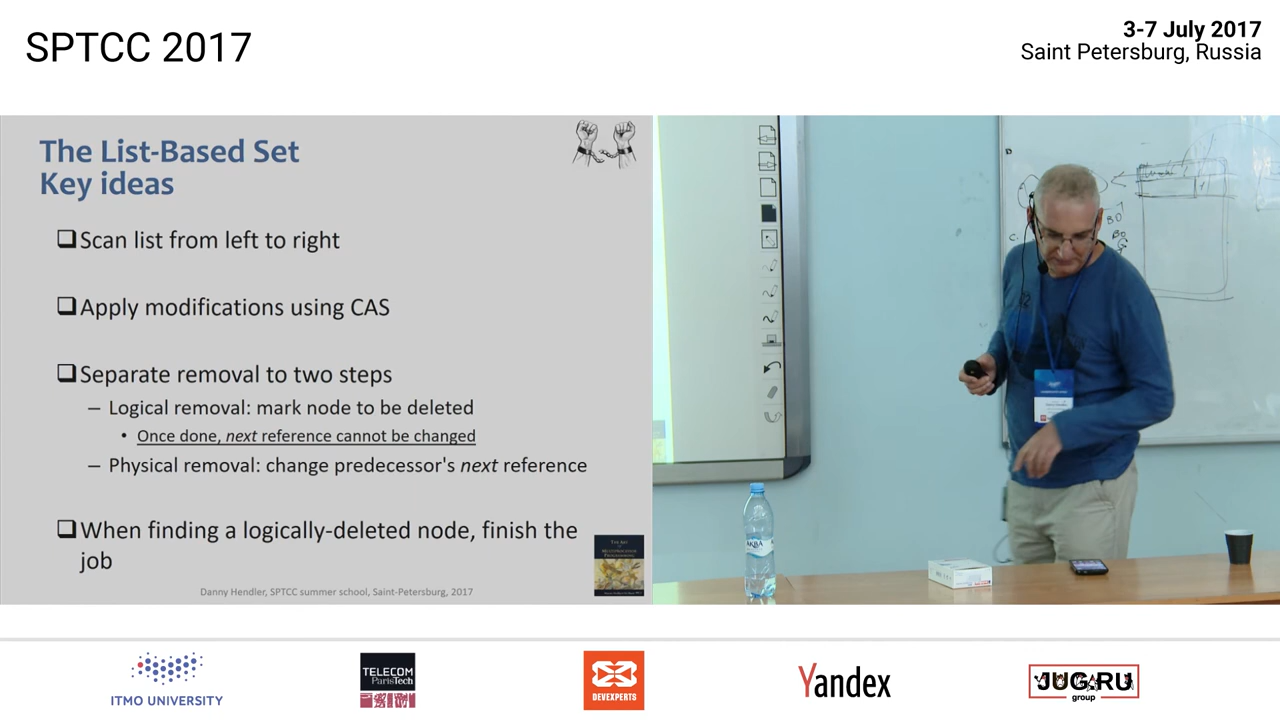 SPTCC 2017
3-7 July 2017
Saint Petersburg, Russia
The List-Based Set
Key ideas
❑Scan list from left to right
❑Apply modifications using CAS
❑Separate removal to two steps
– Logical removal: mark node to be deleted
• Once done, next reference cannot be changed
– Physical removal: change predecessor's next reference
❑When finding a logically-deleted node, finish the
job
Danny Hendler, SPTCC summer school, Saint-Petersburg, 2017
ITMO UNIVERSITY
TELECOM
ParisTech
DEVEXPERTS
Yandex
JUG.RU
group